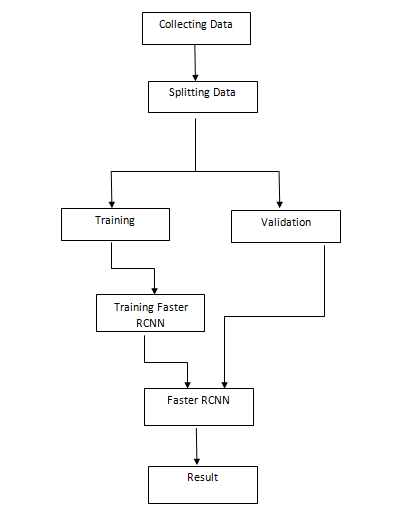 Collecting Data
Splitting Data
Training
Validation
Training Faster
RCNN
Faster RCNN
Result